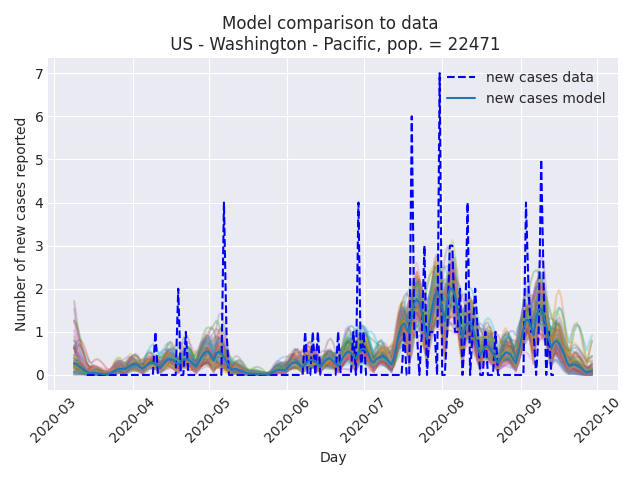 Model comparison to data
US - Washington - Pacific, pop. = 22471
new cases data
new cases model
Number of new cases reported
7
6
5
4
3
2
1
0
2020-03
2020-04
2020-05
2020-06
2020-07
2020-08
2020-09
2020-10
Day